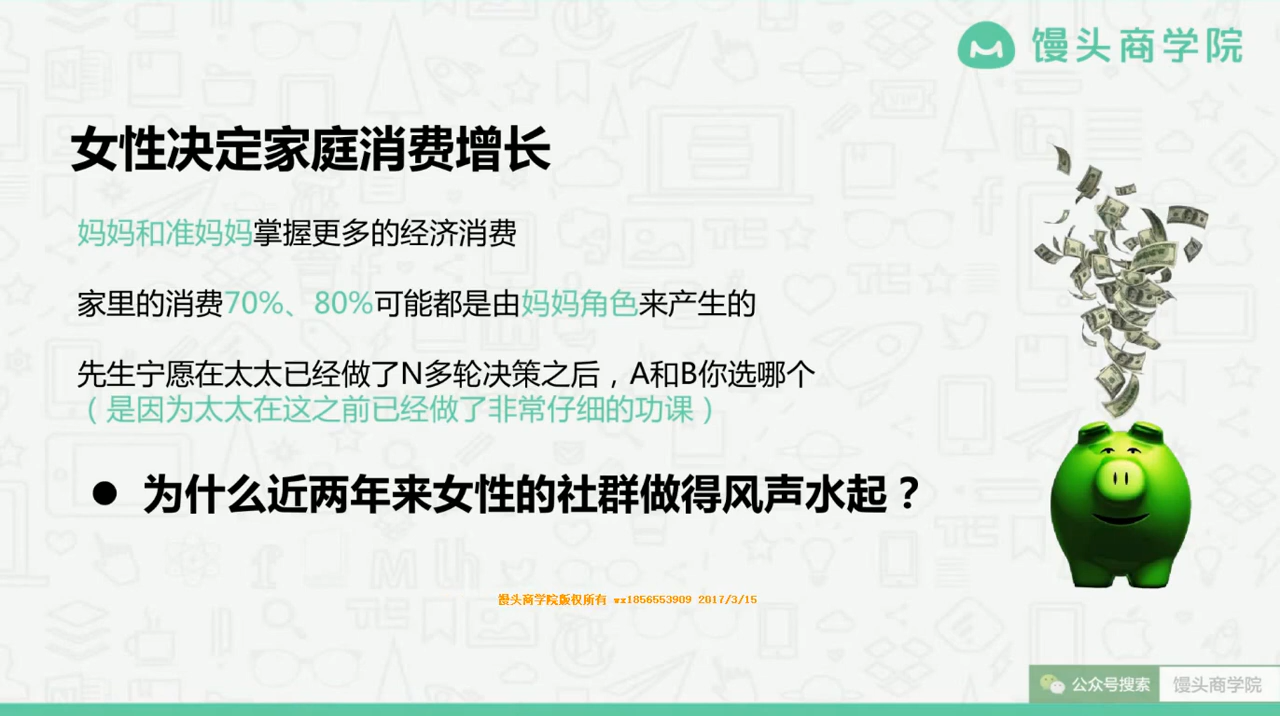 馒头商学院
女性决定家庭消费增长
妈妈和准妈妈掌握更多的经济消费
家里的消费70%、80%可能都是由妈妈角色来产生的
先生宁愿在太太已经做了N多轮决策之后，A和B你选哪个
（是因为太太在这之前已经做了非常仔细的功课）
● 为什么近两年来女性的社群做得风声水起？
馒头商学院版权所有 wx1856553909 2017/3/15
公众号搜索 馒头商学院